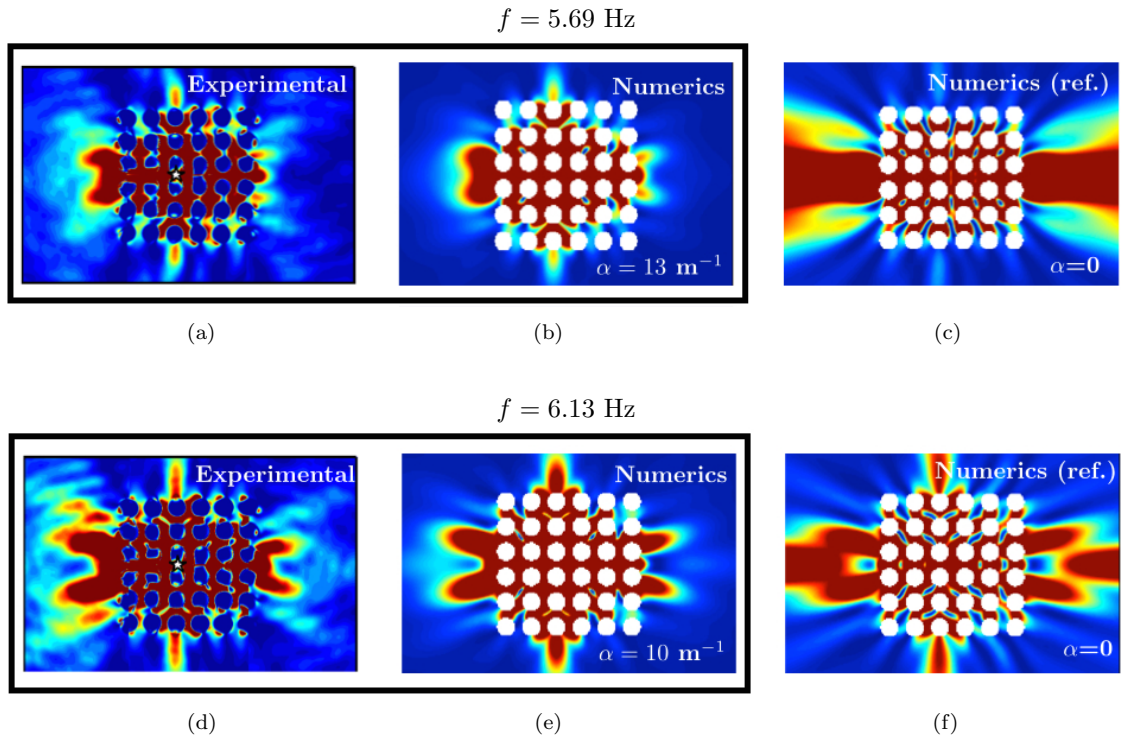 f = 5.69 Hz
Experimental
Numerics
Numerics (ref.)
α = 13 m⁻¹
α=0
(a)
(b)
(c)
f = 6.13 Hz
Experimental
Numerics
Numerics (ref.)
α = 10 m⁻¹
α=0
(d)
(e)
(f)